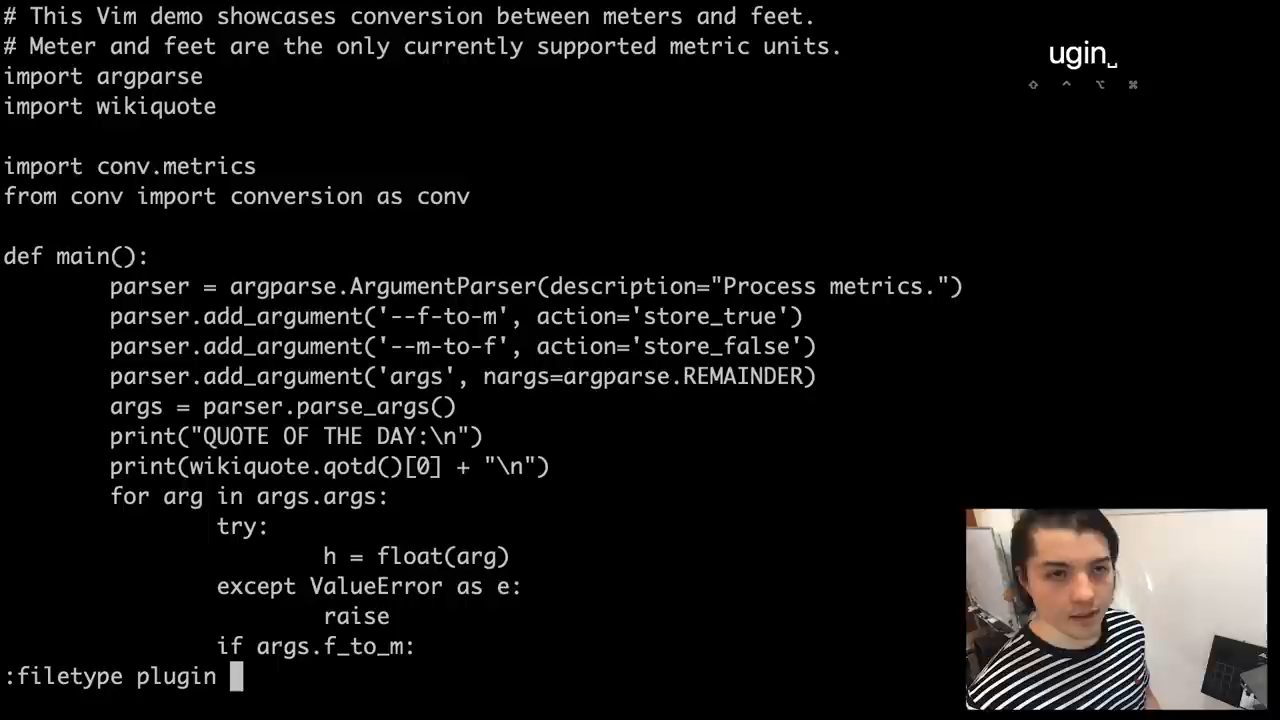 # This Vim demo showcases conversion between meters and feet.
# Meter and feet are the only currently supported metric units.
import argparse
import wikiquote
import conv.metrics
from conv import conversion as conv
def main():
parser = argparse.ArgumentParser(description="Process metrics.")
parser.add_argument('--f-to-m', action='store_true')
parser.add_argument('--m-to-f', action='store_false')
parser.add_argument('args', nargs=argparse.REMAINDER)
args = parser.parse_args()
print("QUOTE OF THE DAY:\n")
print(wikiquote.qotd()[0] + "\n")
for arg in args.args:
try:
h = float(arg)
except ValueError as e:
raise
if args.f_to_m:
:filetype plugin
ugin␣
⇧ ^ ⌥ ⌘